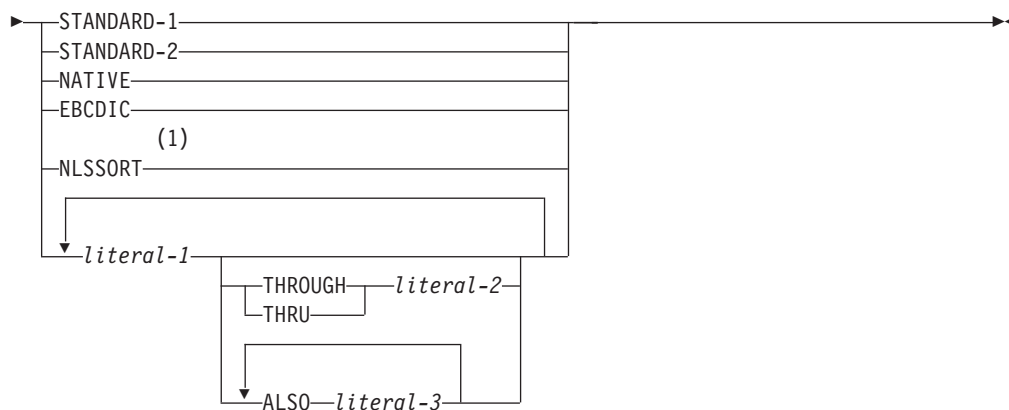 STANDARD-1
STANDARD-2
NATIVE
EBCDIC
(1)
NLSSORT
literal-1
THROUGH literal-2
THRU
ALSO literal-3